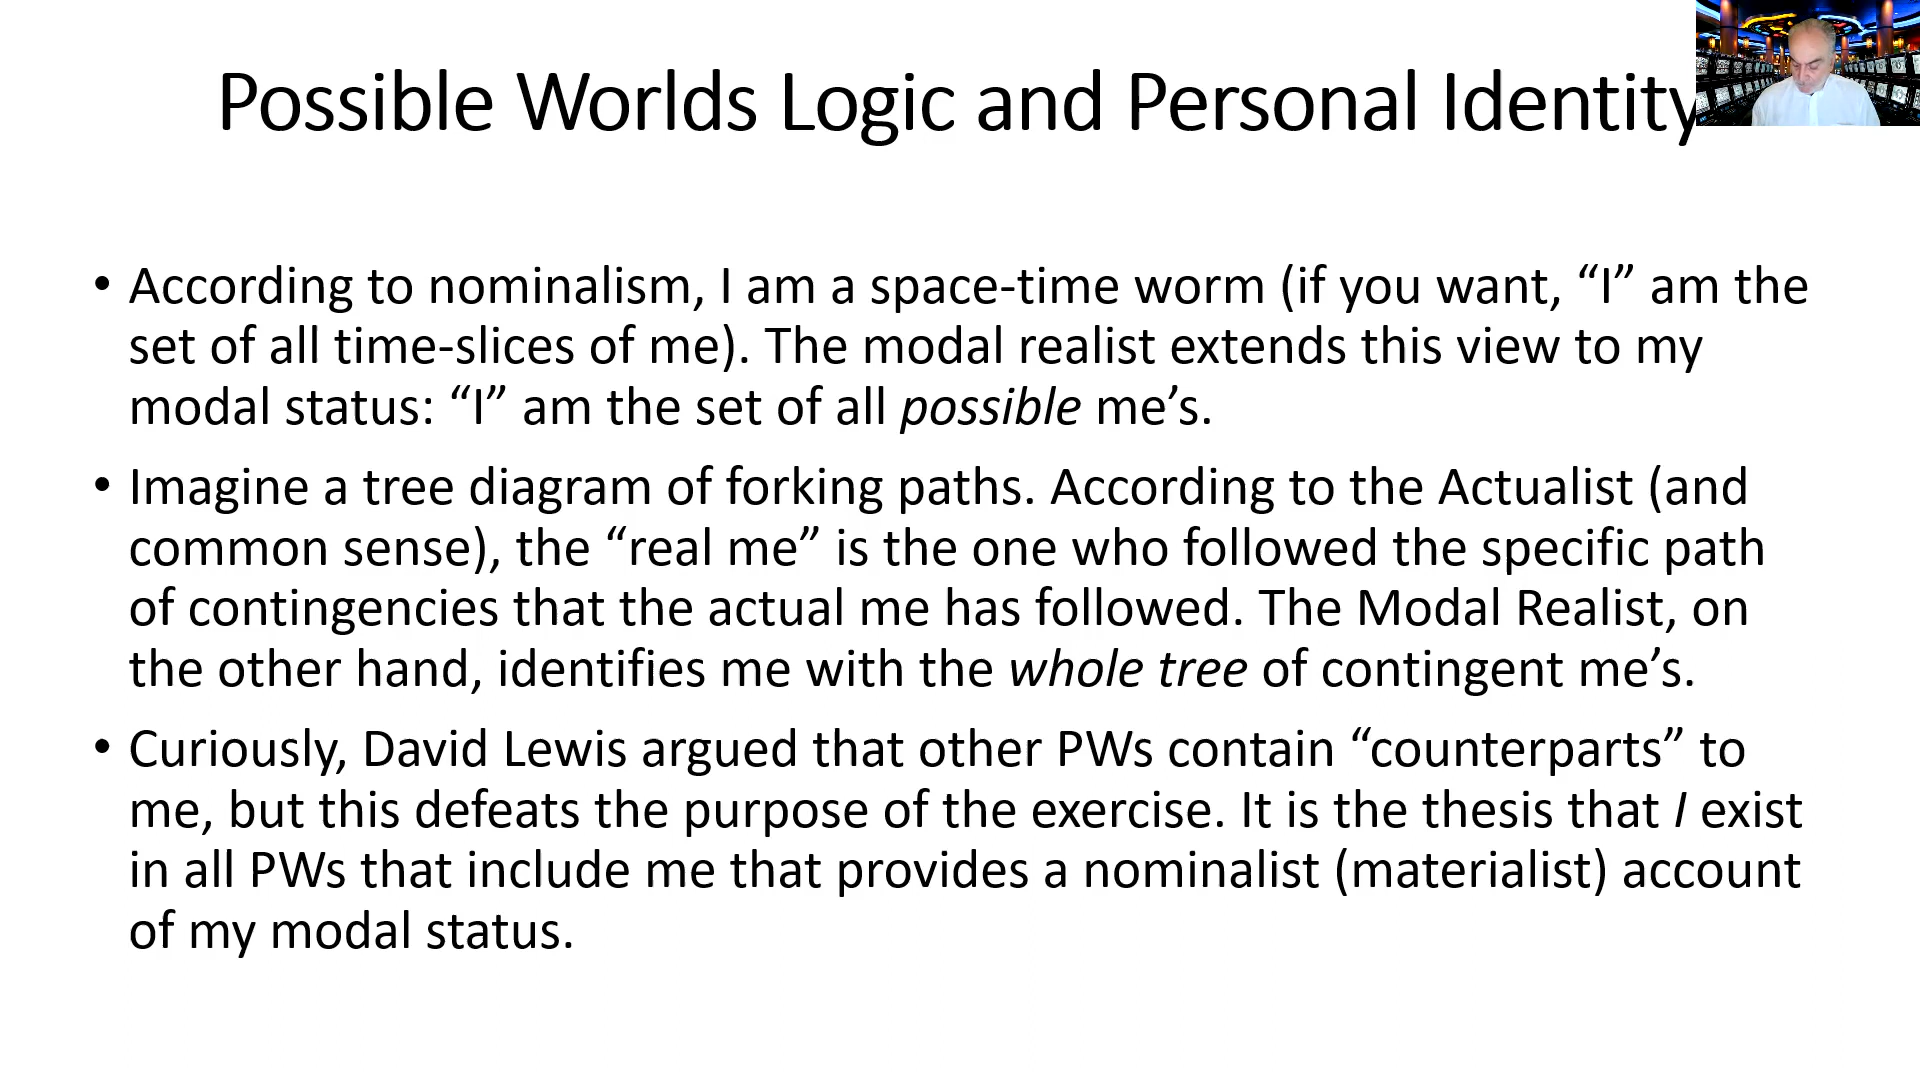 Possible Worlds Logic and Personal Identity
• According to nominalism, I am a space-time worm (if you want, “I” am the
set of all time-slices of me). The modal realist extends this view to my
modal status: “I” am the set of all possible me’s.
• Imagine a tree diagram of forking paths. According to the Actualist (and
common sense), the “real me” is the one who followed the specific path
of contingencies that the actual me has followed. The Modal Realist, on
the other hand, identifies me with the whole tree of contingent me’s.
• Curiously, David Lewis argued that other PWs contain “counterparts” to
me, but this defeats the purpose of the exercise. It is the thesis that I exist
in all PWs that include me that provides a nominalist (materialist) account
of my modal status.